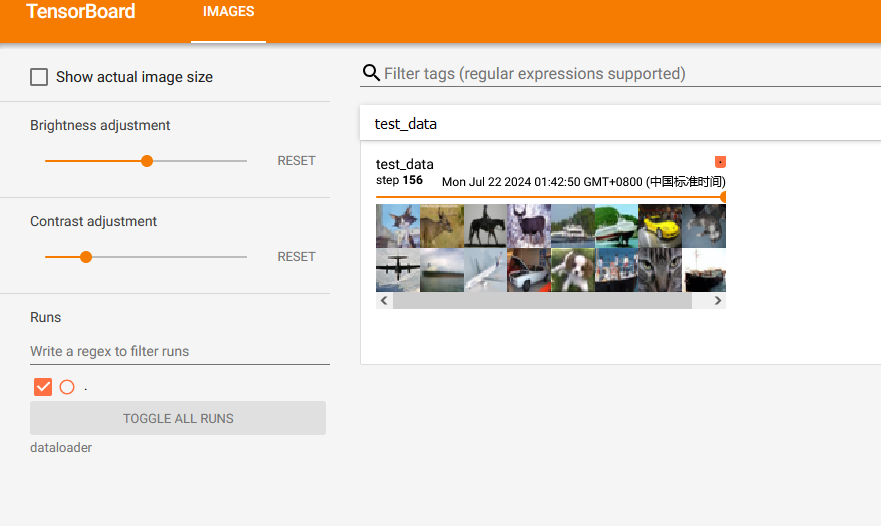 TensorBoard
IMAGES
Show actual image size
Brightness adjustment
RESET
Contrast adjustment
RESET
Runs
Write a regex to filter runs
.
TOGGLE ALL RUNS
dataloader
Filter tags (regular expressions supported)
test_data
test_data
step 156 Mon Jul 22 2024 01:42:50 GMT+0800 (中国标准时间)